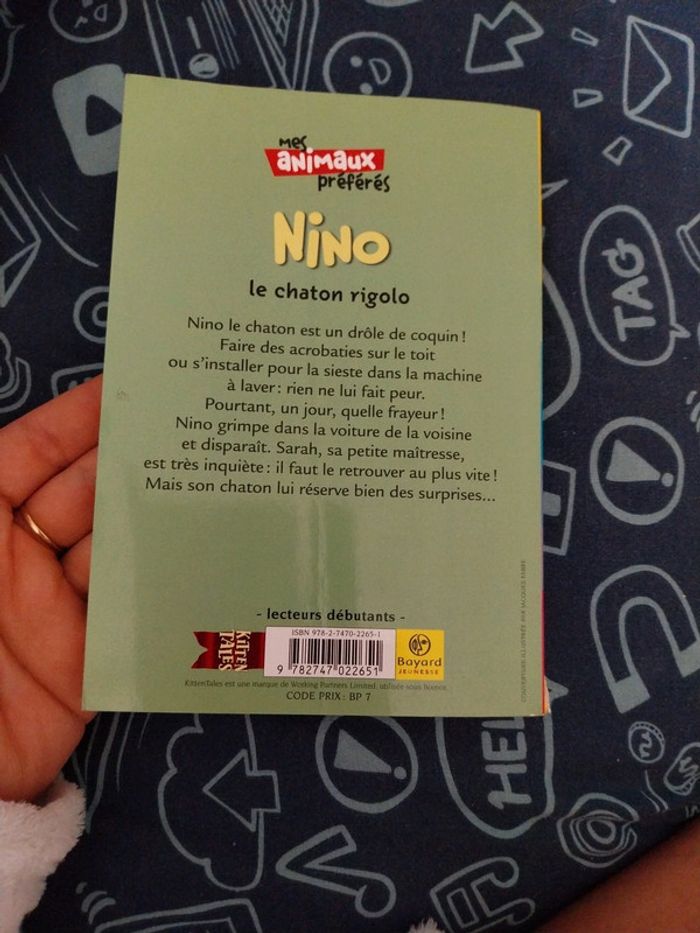 mes
animaux
préférés
Nino
le chaton rigolo
Nino le chaton est un drôle de coquin !
Faire des acrobaties sur le toit
ou s'installer pour la sieste dans la machine
à laver : rien ne lui fait peur.
Pourtant, un jour, quelle frayeur !
Nino grimpe dans la voiture de la voisine
et disparaît. Sarah, sa petite maîtresse,
est très inquiète : il faut le retrouver au plus vite !
Mais son chaton lui réserve bien des surprises...
- lecteurs débutants -
KITTEN
TALES
ISBN 978-2-7470-2265-1
9 782747 022651
Bayard
JEUNESSE
KittenTales est une marque de Working Partners Limited, utilisée sous licence.
CODE PRIX : BP 7
TAG
HEL